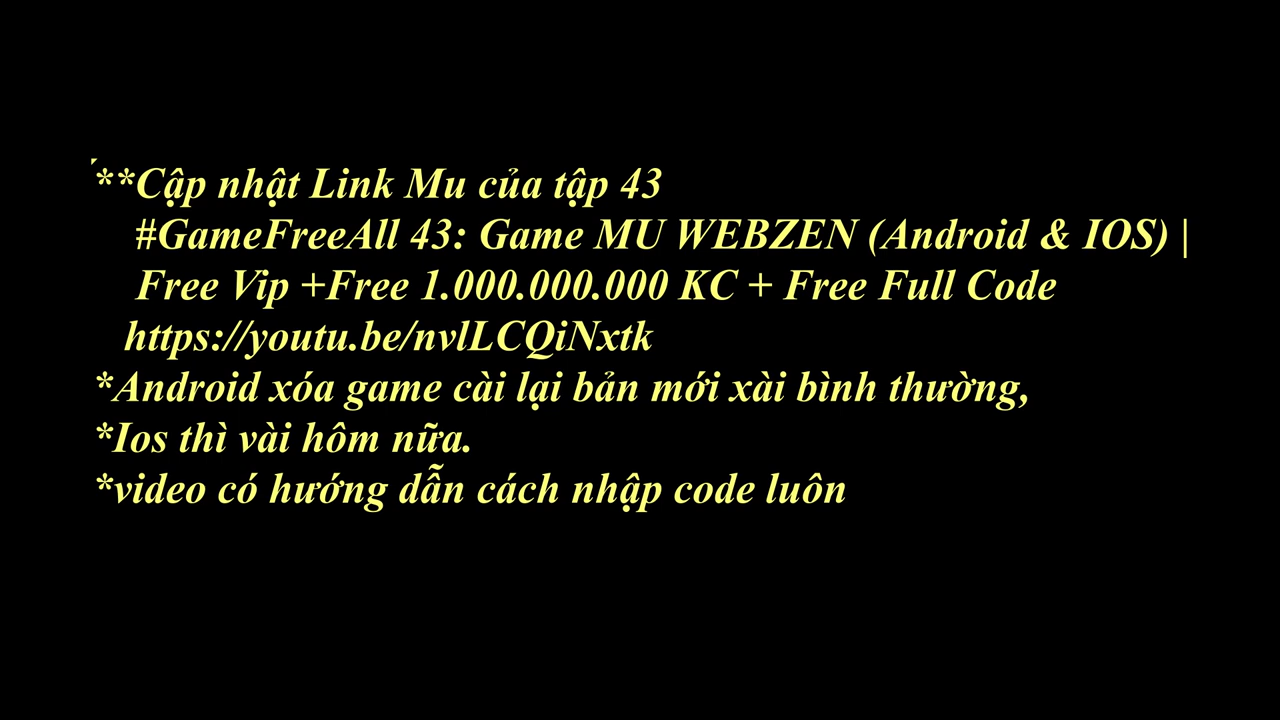 **Cập nhật Link Mu của tập 43
#GameFreeAll 43: Game MU WEBZEN (Android & IOS) |
Free Vip +Free 1.000.000.000 KC + Free Full Code
https://youtu.be/nvlLCQiNxtk
*Android xóa game cài lại bản mới xài bình thường,
*Ios thì vài hôm nữa.
*video có hướng dẫn cách nhập code luôn